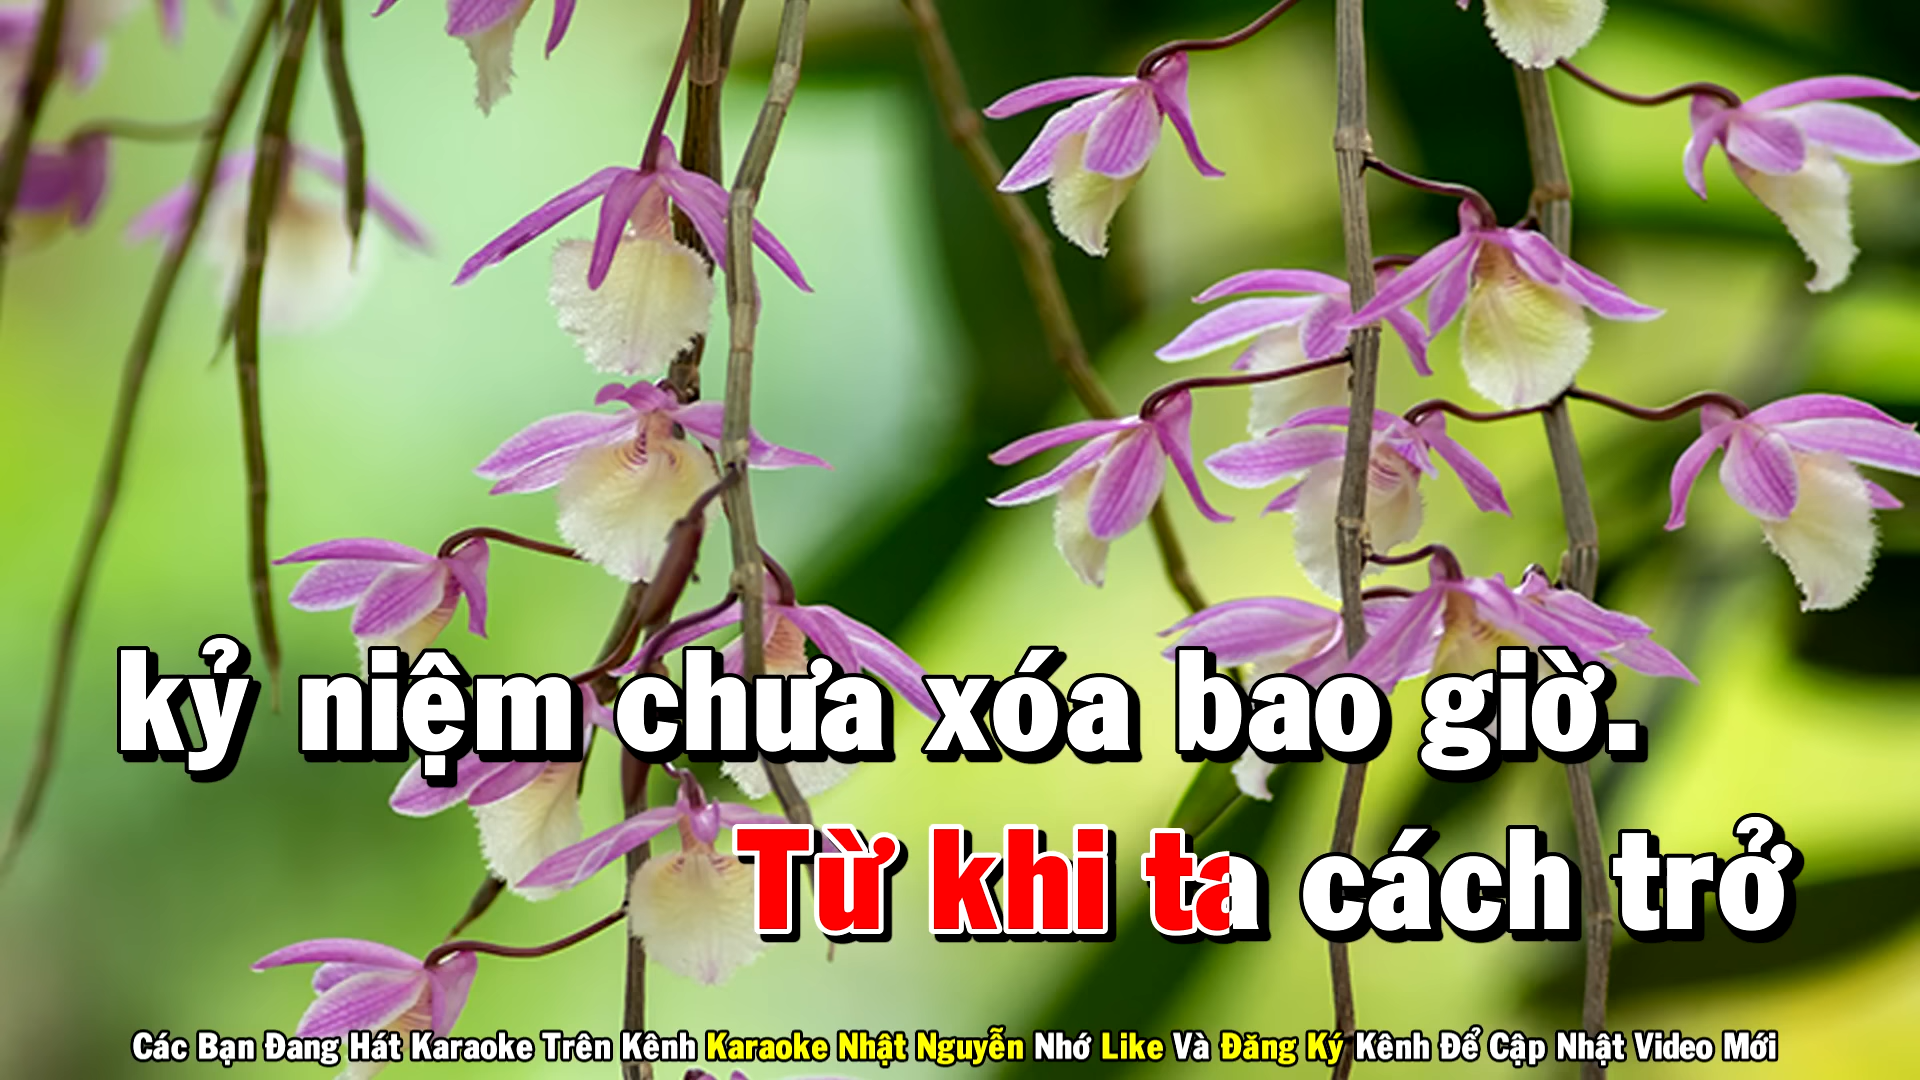 kỷ niệm chưa xóa bao giờ.
Từ khi ta cách trở
Các Bạn Đang Hát Karaoke Trên Kênh Karaoke Nhật Nguyễn Nhớ Like Và Đăng Ký Kênh Để Cập Nhật Video Mới